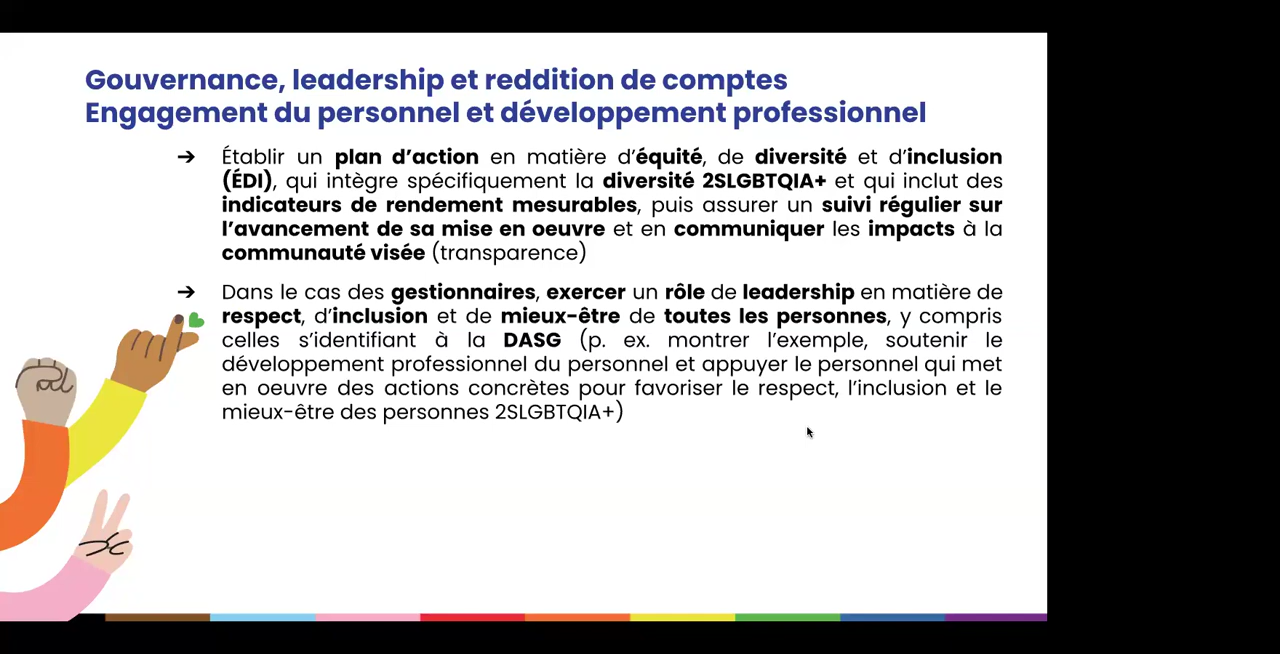 Gouvernance, leadership et reddition de comptes
Engagement du personnel et développement professionnel
➔ Établir un plan d’action en matière d’équité, de diversité et d’inclusion
(ÉDI), qui intègre spécifiquement la diversité 2SLGBTQIA+ et qui inclut des
indicateurs de rendement mesurables, puis assurer un suivi régulier sur
l’avancement de sa mise en oeuvre et en communiquer les impacts à la
communauté visée (transparence)
➔ Dans le cas des gestionnaires, exercer un rôle de leadership en matière de
respect, d’inclusion et de mieux-être de toutes les personnes, y compris
celles s’identifiant à la DASG (p. ex. montrer l’exemple, soutenir le
développement professionnel du personnel et appuyer le personnel qui met
en oeuvre des actions concrètes pour favoriser le respect, l’inclusion et le
mieux-être des personnes 2SLGBTQIA+)